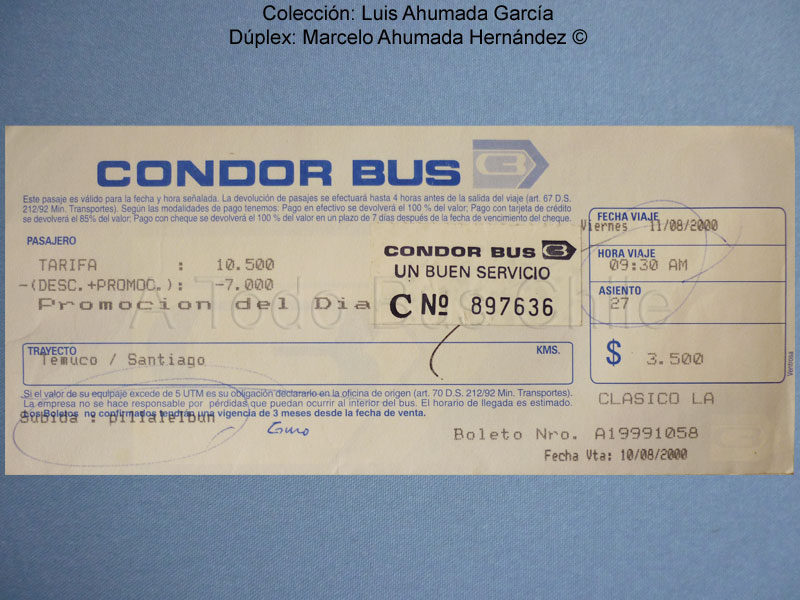 Colección: Luis Ahumada García
Dúplex: Marcelo Ahumada Hernández ©
CONDOR BUS
Este pasaje es válido para la fecha y hora señalada. La devolución de pasajes se efectuará hasta 4 horas antes de la salida del viaje (art. 67 D.S.
212/92 Min. Transportes). Según las modalidades de pago tenemos: Pago en efectivo se devolverá el 100 % del valor; Pago con tarjeta de crédito
se devolverá el 85% del valor; Pago con cheque se devolverá el 100 % del valor en un plazo de 7 días después de la fecha de vencimiento del cheque.
PASAJERO
TARIFA : 10.500
-(DESC.+PROMOC.): -7.000
Promocion del Dia
CONDOR BUS
UN BUEN SERVICIO
C Nº 897636
FECHA VIAJE
Viernes 11/08/2000
HORA VIAJE
09:30 AM
ASIENTO
27
$ 3.500
A Todo Bus Chile
TRAYECTO KMS.
Temuco / Santiago
Si el valor de su equipaje excede de 5 UTM es su obligación declararlo en la oficina de origen (art. 70 D.S. 212/92 Min. Transportes).
La empresa no se hace responsable por pérdidas que puedan ocurrir al interior del bus. El horario de llegada es estimado.
Los Boletos no confirmados tendrán una vigencia de 3 meses desde la fecha de venta.
Subida : pillalelbun
CLASICO LA
Boleto Nro. A19991058
Fecha Vta: 10/08/2000
Ventrosa